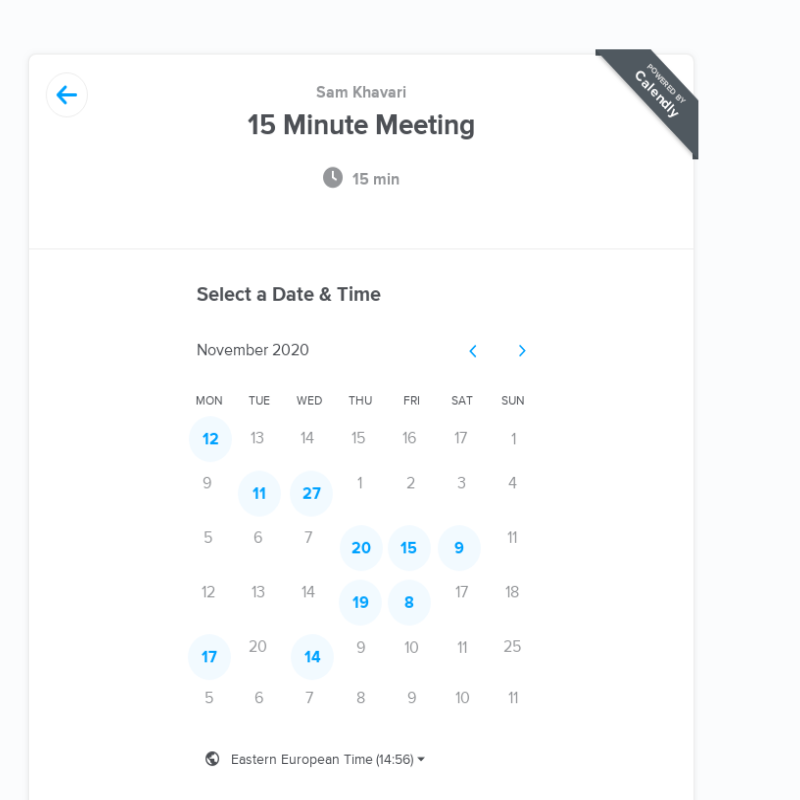 POWERED BY
Calendly
Sam Khavari
15 Minute Meeting
15 min
Select a Date & Time
November 2020
MON TUE WED THU FRI SAT SUN
12 13 14 15 16 17 1
9 11 27 1 2 3 4
5 6 7 20 15 9 11
12 13 14 19 8 17 18
17 20 14 9 10 11 25
5 6 7 8 9 10 11
Eastern European Time (14:56)